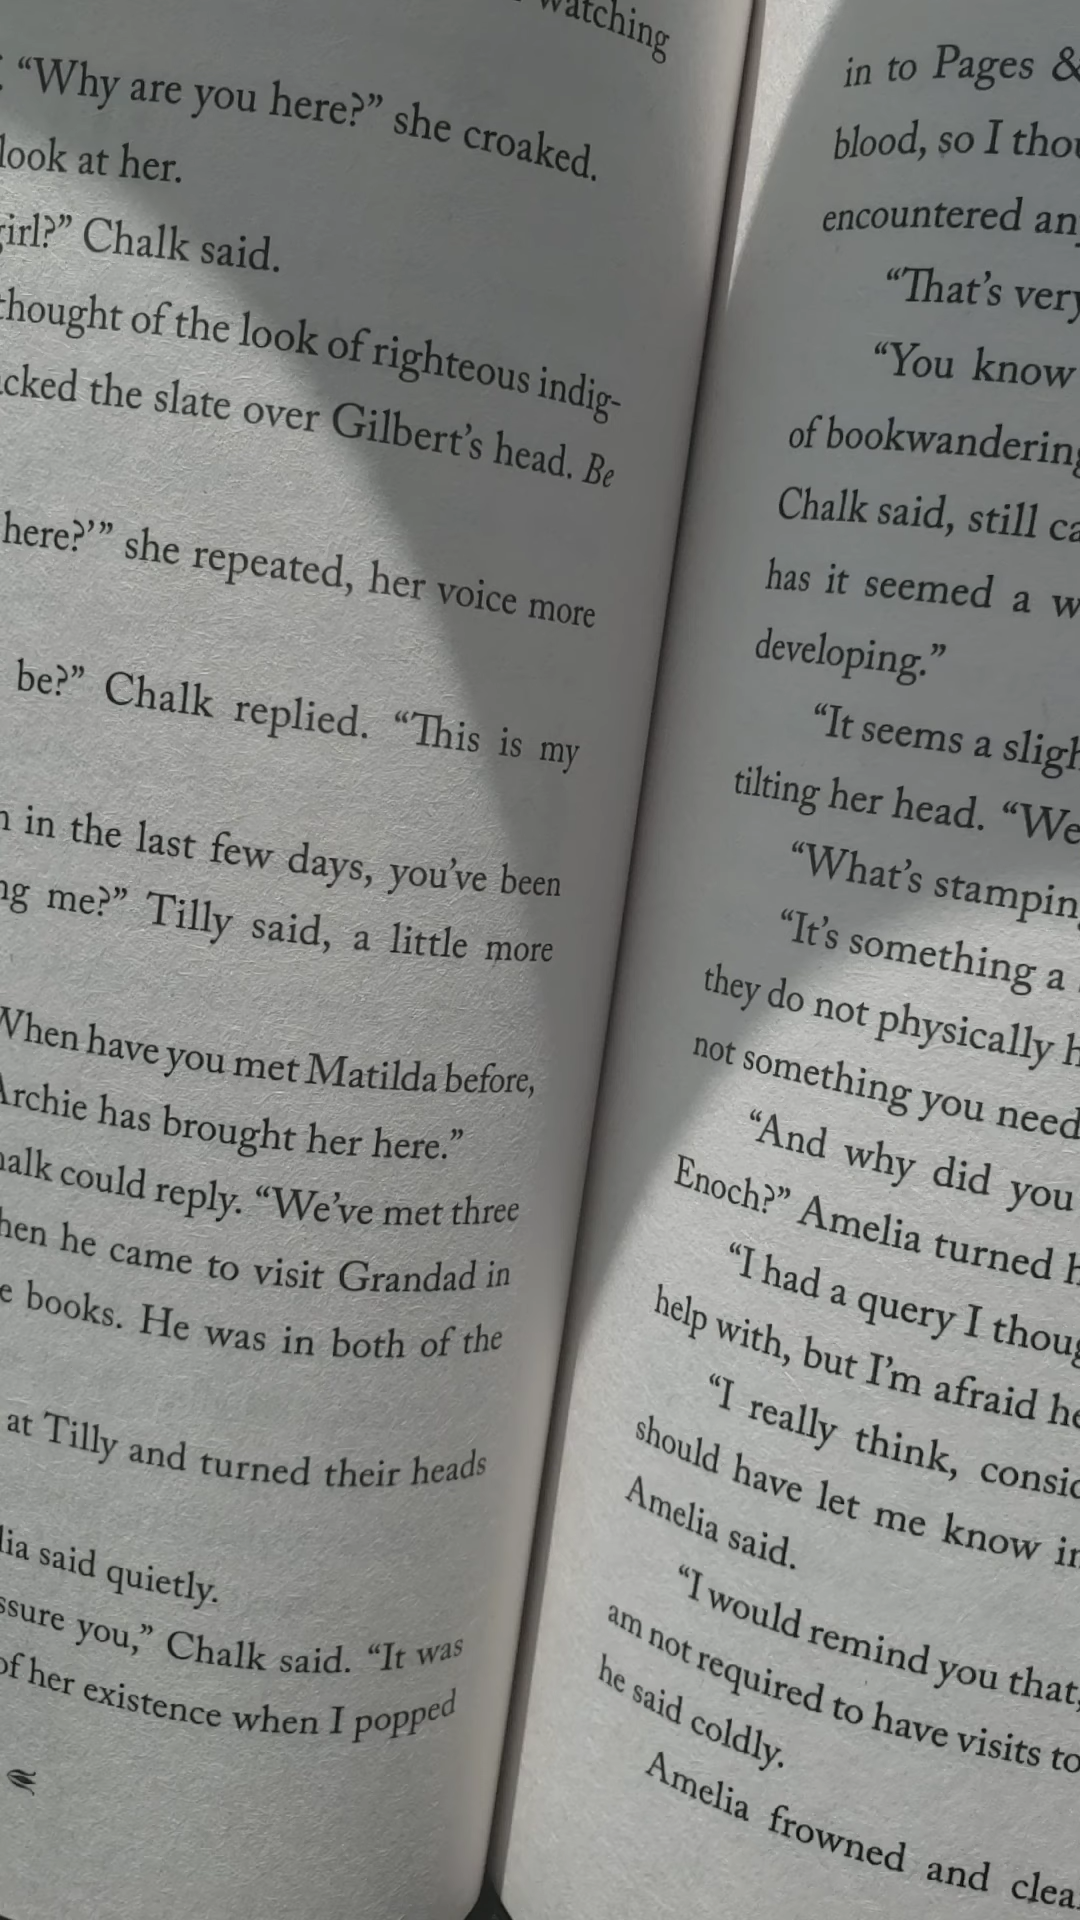 watching
“Why are you here?” she croaked.
look at her.
girl?” Chalk said.
thought of the look of righteous indig-
cked the slate over Gilbert’s head. Be
here?’” she repeated, her voice more
be?” Chalk replied. “This is my
in the last few days, you’ve been
ng me?” Tilly said, a little more
When have you met Matilda before,
Archie has brought her here.”
halk could reply. “We’ve met three
hen he came to visit Grandad in
e books. He was in both of the
at Tilly and turned their heads
lia said quietly.
ssure you,” Chalk said. “It was
of her existence when I popped
in to Pages &
blood, so I thou
encountered an
“That’s very
“You know
of bookwandering
Chalk said, still ca
has it seemed a w
developing.”
“It seems a sligh
tilting her head. “We
“What’s stamping
“It’s something a
they do not physically h
not something you need
“And why did you
Enoch?” Amelia turned h
“I had a query I thoug
help with, but I’m afraid he
“I really think, consid
should have let me know in
Amelia said.
“I would remind you that,
am not required to have visits to
he said coldly.
Amelia frowned and clea